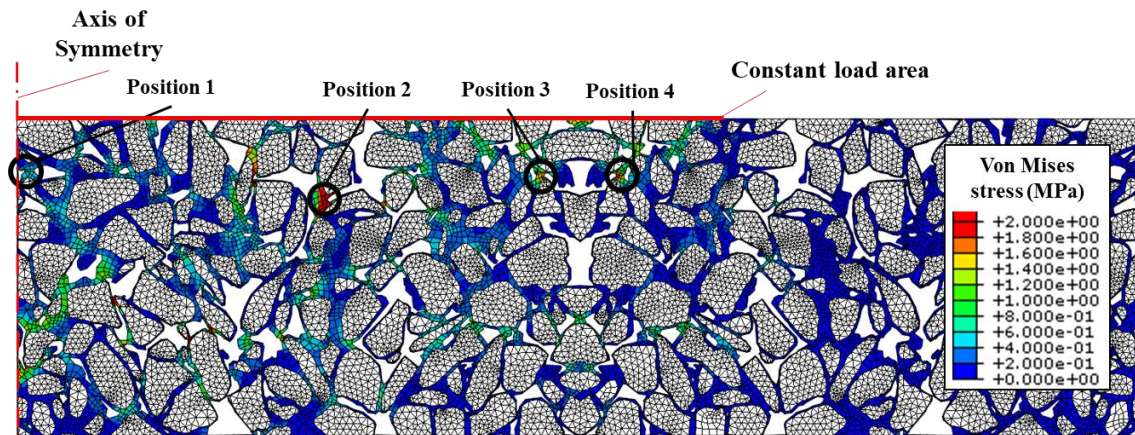 Axis of
Symmetry
Position 1
Position 2
Position 3
Position 4
Constant load area
Von Mises
stress (MPa)
+2.000e+00
+1.800e+00
+1.600e+00
+1.400e+00
+1.200e+00
+1.000e+00
+8.000e-01
+6.000e-01
+4.000e-01
+2.000e-01
+0.000e+00